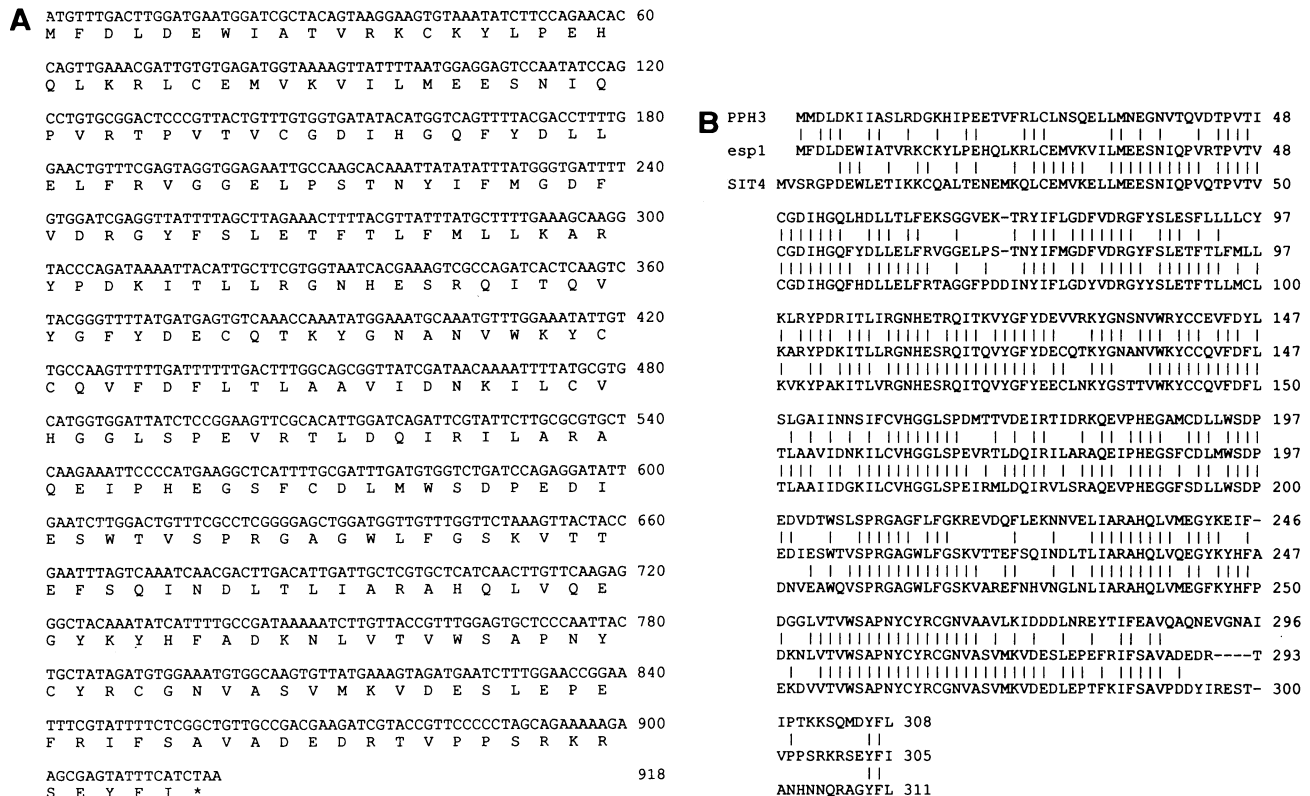 A
ATGTTTGACTTGGATGAATGGATCGCTACAGTAAGGAAGTGTAAATATCTTCCAGAACAC 60
M F D L D E W I A T V R K C K Y L P E H
CAGTTGAAACGATTGTGTGAGATGGTAAAAGTTATTTTAATGGAGGAGTCCAATATCCAG 120
Q L K R L C E M V K V I L M E E S N I Q
CCTGTGCGGACTCCCGTTACTGTTTGTGGTGATATACATGGTCAGTTTTACGACCTTTTG 180
P V R T P V T V C G D I H G Q F Y D L L
GAACTGTTTCGAGTAGGTGGAGAATTGCCAAGCACAAATTATATATTTATGGGTGATTTT 240
E L F R V G G E L P S T N Y I F M G D F
GTGGATCGAGGTTATTTTAGCTTAGAAACTTTTACGTTATTTATGCTTTTGAAAGCAAGG 300
V D R G Y F S L E T F T L F M L L K A R
TACCCAGATAAAATTACATTGCTTCGTGGTAATCACGAAAGTCGCCAGATCACTCAAGTC 360
Y P D K I T L L R G N H E S R Q I T Q V
TACGGGTTTTATGATGAGTGTCAAACCAAATATGGAAATGCAAATGTTTGGAAATATTGT 420
Y G F Y D E C Q T K Y G N A N V W K Y C
TGCCAAGTTTTTGATTTTTTGACTTTGGCAGCGGTTATCGATAACAAAATTTTATGCGTG 480
C Q V F D F L T L A A V I D N K I L C V
CATGGTGGATTATCTCCGGAAGTTCGCACATTGGATCAGATTCGTATTCTTGCGCGTGCT 540
H G G L S P E V R T L D Q I R I L A R A
CAAGAAATTCCCCATGAAGGCTCATTTTGCGATTTGATGTGGTCTGATCCAGAGGATATT 600
Q E I P H E G S F C D L M W S D P E D I
GAATCTTGGACTGTTTCGCCTCGGGGAGCTGGATGGTTGTTTGGTTCTAAAGTTACTACC 660
E S W T V S P R G A G W L F G S K V T T
GAATTTAGTCAAATCAACGACTTGACATTGATTGCTCGTGCTCATCAACTTGTTCAAGAG 720
E F S Q I N D L T L I A R A H Q L V Q E
GGCTACAAATATCATTTTGCCGATAAAAATCTTGTTACCGTTTGGAGTGCTCCCAATTAC 780
G Y K Y H F A D K N L V T V W S A P N Y
TGCTATAGATGTGGAAATGTGGCAAGTGTTATGAAAGTAGATGAATCTTTGGAACCGGAA 840
C Y R C G N V A S V M K V D E S L E P E
TTTCGTATTTTCTCGGCTGTTGCCGACGAAGATCGTACCGTTCCCCCTAGCAGAAAAAGA 900
F R I F S A V A D E D R T V P P S R K R
AGCGAGTATTTCATCTAA 918
S E Y F I *
B
PPH3 MMDLDKIIASLRDGKHIPEETVFRLCLNSQELLMNEGNVTQVDTPVTI 48
esp1 MFDLDEWIATVRKCKYLPEHQLKRLCEMVKVILMEESNIQPVRTPVTV 48
SIT4 MVSRGPDEWLETIKKCQALTENEMKQLCEMVKELLMEESNIQPVQTPVTV 50
CGDIHGQLHDLLTLFEKSGGVEK-TRYIFLGDFVDRGFYSLESFLLLLCY 97
CGDIHGQFYDLLELFRVGGELPS-TNYIFMGDFVDRGYFSLETFTLFMLL 97
CGDIHGQFHDLLELFRTAGGFPDDINYIFLGDYVDRGYYSLETFTLLMCL 100
KLRYPDRITLIRGNHETRQITKVYGFYDEVVRKYGNSNVWRYCCEVFDYL 147
KARYPDKITLLRGNHESRQITQVYGFYDECQTKYGNANVWKYCCQVFDFL 147
KVKYPAKITLVRGNHESRQITQVYGFYEECLNKYGSTTVWKYCCQVFDFL 150
SLGAIINNSIFCVHGGLSPDMTTVDEIRTIDRKQEVPHEGAMCDLLWSDP 197
TLAAVIDNKILCVHGGLSPEVRTLDQIRILARAQEIPHEGSFCDLMWSDP 197
TLAAIIDGKILCVHGGLSPEIRMLDQIRVLSRAQEVPHEGGFSDLLWSDP 200
EDVDTWSLSPRGAGFLFGKREVDQFLEKNNVELIARAHQLVMEGYKEIF- 246
EDIESWTVSPRGAGWLFGSKVTTEFSQINDLTLIARAHQLVQEGYKYHFA 247
DNVEAWQVSPRGAGWLFGSKVAREFNHVNGLNLIARAHQLVMEGFKYHFP 250
DGGLVTVWSAPNYCYRCGNVAAVLKIDDDLNREYTIFEAVQAQNEVGNAI 296
DKNLVTVWSAPNYCYRCGNVASVMKVDESLEPEFRIFSAVADEDR----T 293
EKDVVTVWSAPNYCYRCGNVASVMKVDEDLEPTFKIFSAVPDDYIREST- 300
IPTKKSQMDYFL 308
VPPSRKRSEYFI 305
ANHNNQRAGYFL 311